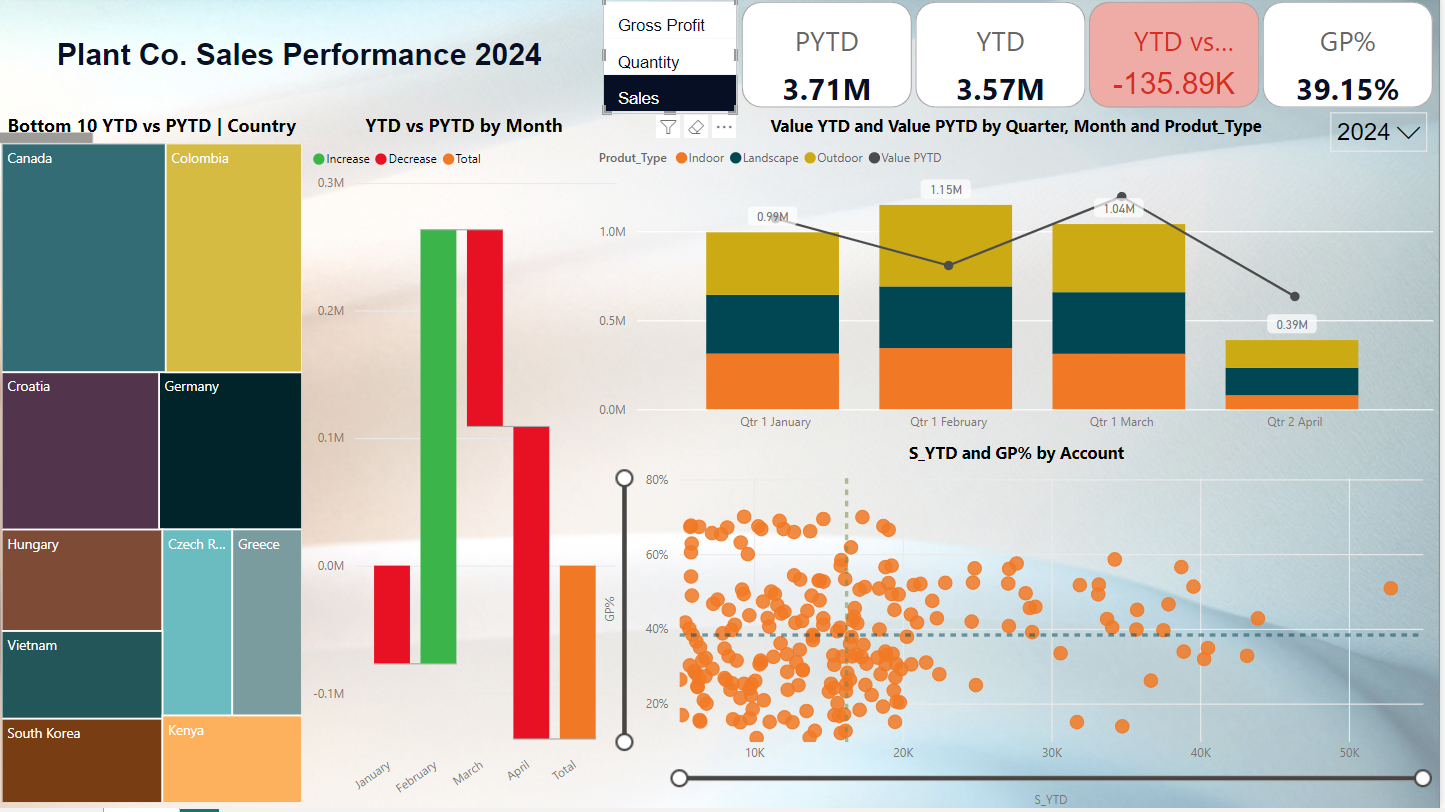 Plant Co. Sales Performance 2024
Gross Profit
Quantity
Sales
PYTD
3.71M
YTD
3.57M
YTD vs...
-135.89K
GP%
39.15%
Bottom 10 YTD vs PYTD | Country
Canada
Colombia
Croatia
Germany
Hungary
Czech R...
Greece
Vietnam
South Korea
Kenya
YTD vs PYTD by Month
Increase Decrease Total
0.3M
0.2M
0.1M
0.0M
-0.1M
January
February
March
April
Total
Value YTD and Value PYTD by Quarter, Month and Produt_Type
2024
Produt_Type Indoor Landscape Outdoor Value PYTD
1.0M
0.5M
0.0M
0.99M
1.15M
1.04M
0.39M
Qtr 1 January
Qtr 1 February
Qtr 1 March
Qtr 2 April
S_YTD and GP% by Account
GP%
80%
60%
40%
20%
10K
20K
30K
40K
50K
S_YTD